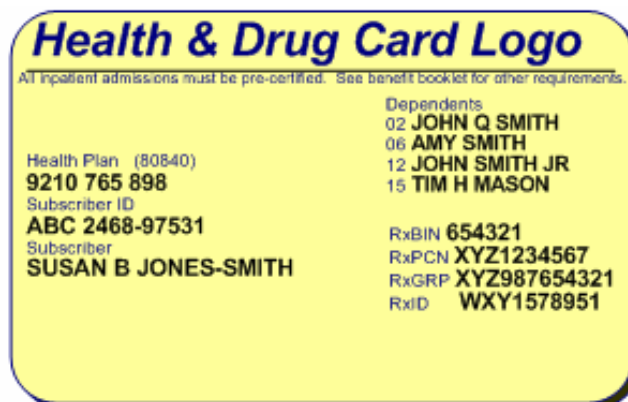 Health & Drug Card Logo
All inpatient admissions must be pre-certified. See benefit booklet for other requirements.
Health Plan (80840)
9210 765 898
Subscriber ID
ABC 2468-97531
Subscriber
SUSAN B JONES-SMITH
Dependents
02 JOHN Q SMITH
06 AMY SMITH
12 JOHN SMITH JR
15 TIM H MASON
RxBIN 654321
RxPCN XYZ1234567
RxGRP XYZ987654321
RxID WXY1578951